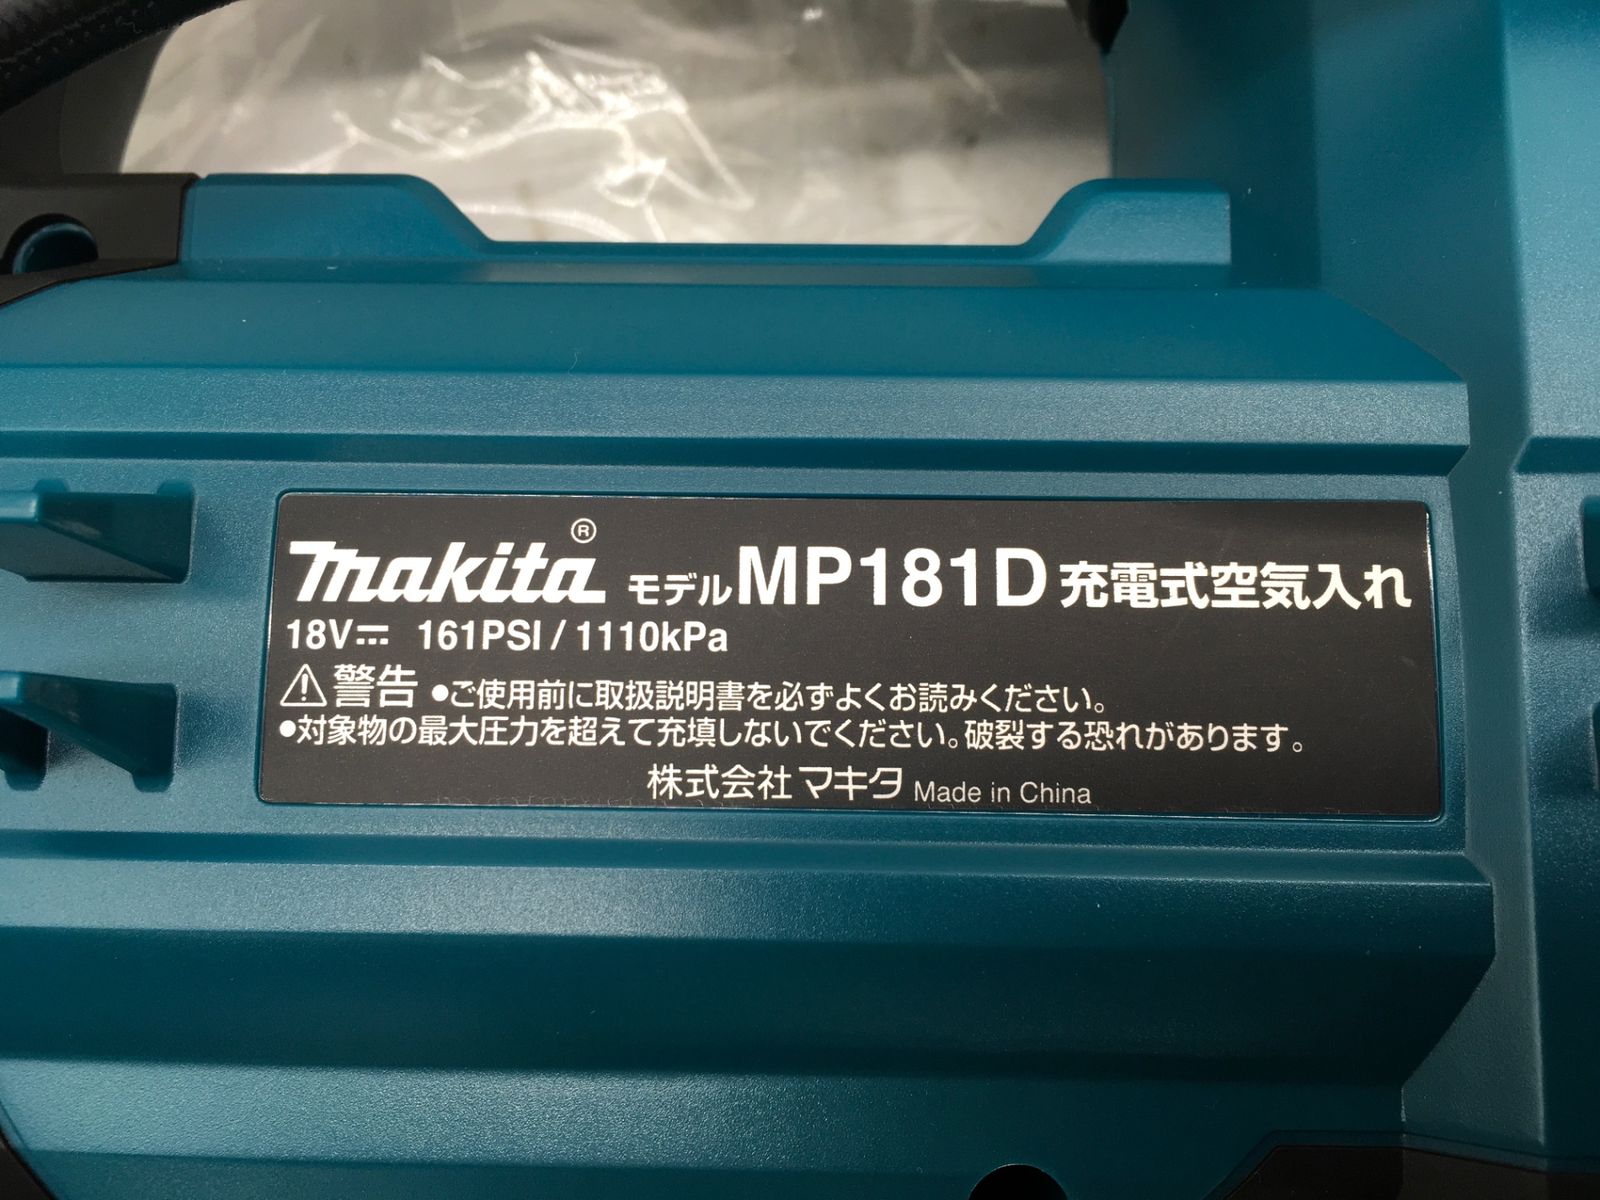 makita® モデル MP181D 充電式空気入れ
18V⎓ 161PSI / 1110kPa
⚠警告 ●ご使用前に取扱説明書を必ずよくお読みください。
●対象物の最大圧力を超えて充填しないでください。破裂する恐れがあります。
株式会社マキタ Made in China